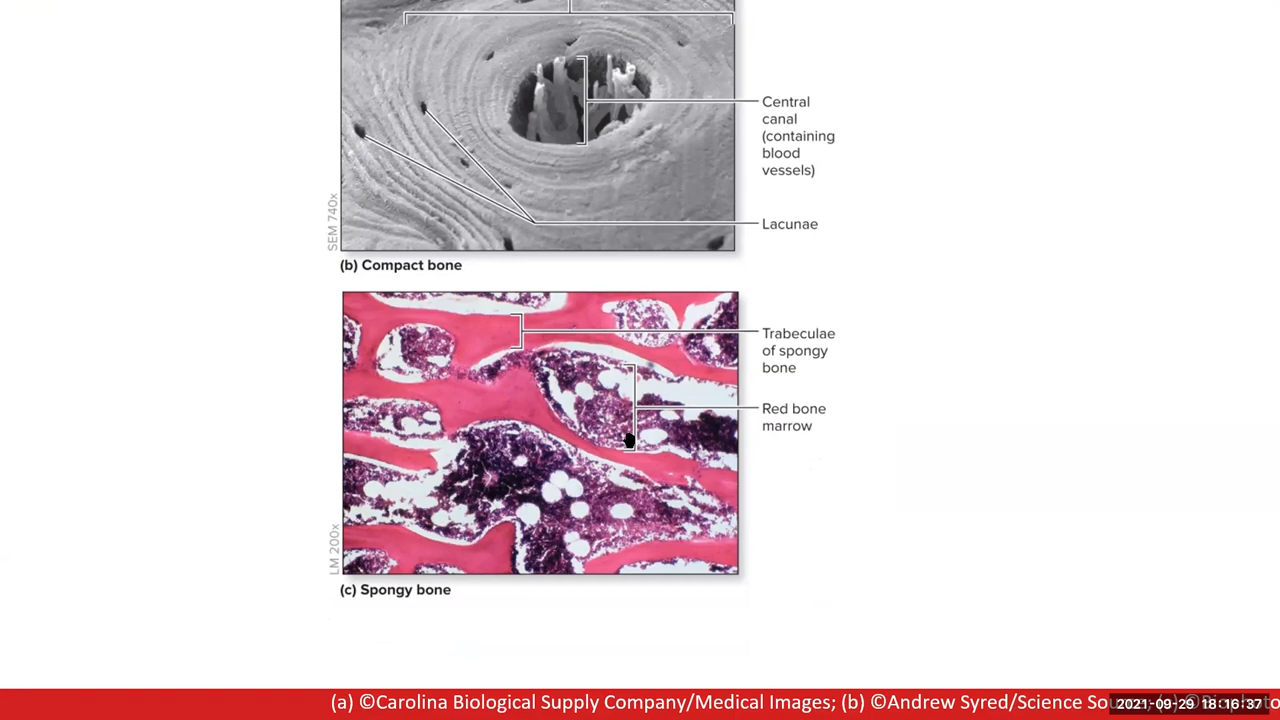 Central
canal
(containing
blood
vessels)
Lacunae
SEM 740x
(b) Compact bone
Trabeculae
of spongy
bone
Red bone
marrow
LM 200x
(c) Spongy bone
(a) ©Carolina Biological Supply Company/Medical Images; (b) ©Andrew Syred/Science
2021-09-29 18:16:37